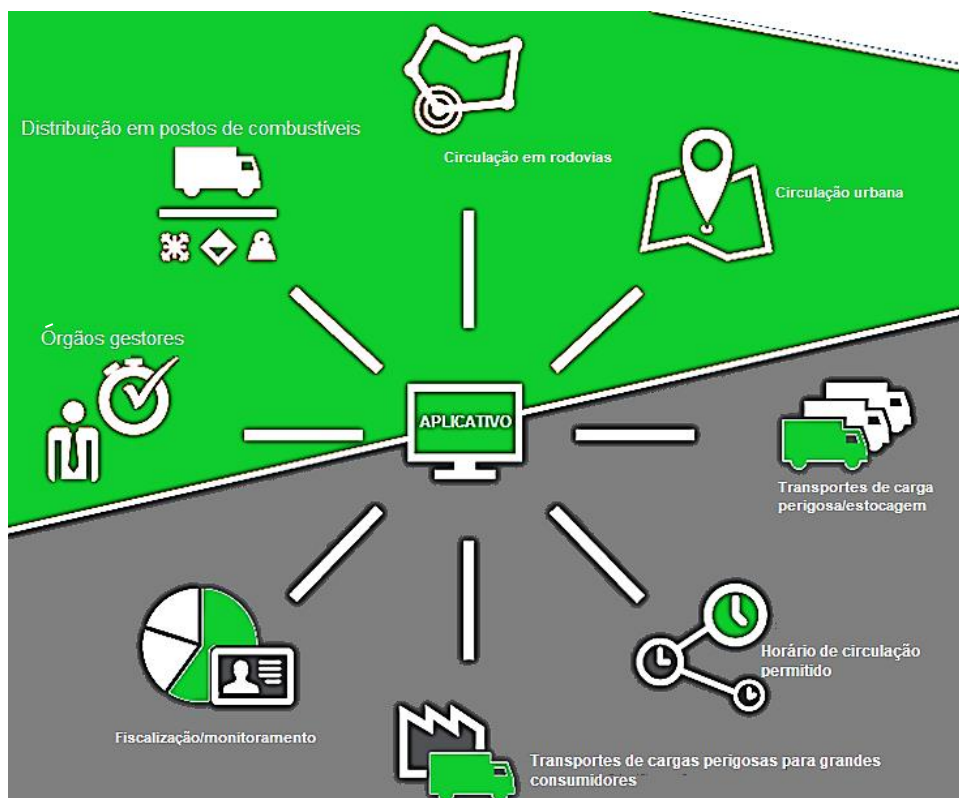 Distribuição em postos de combustíveis
Circulação em rodovias
Circulação urbana
Órgãos gestores
APLICATIVO
Transportes de carga
perigosa/estocagem
Horário de circulação
permitido
Fiscalização/monitoramento
Transportes de cargas perigosas para grandes
consumidores